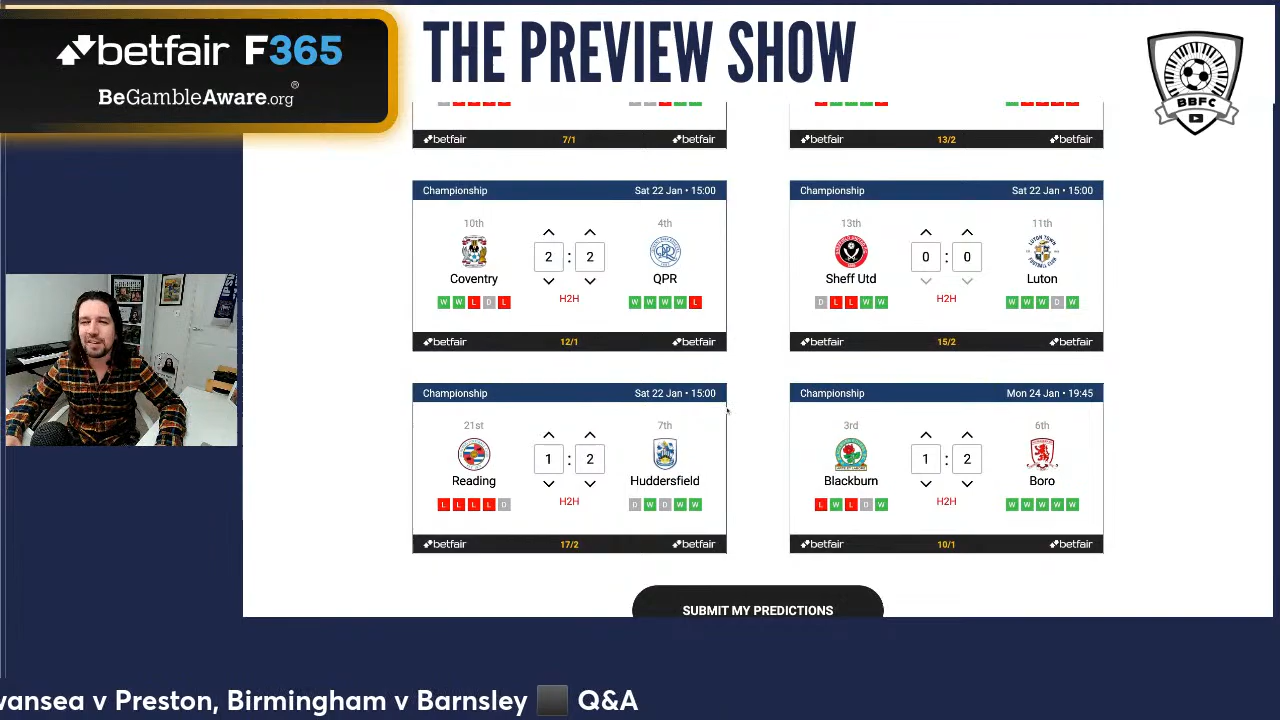 betfair F365
BeGambleAware.org®
THE PREVIEW SHOW
BBFC
betfair 7/1 betfair
betfair 13/2 betfair
Championship Sat 22 Jan • 15:00
10th 4th
2 : 2
Coventry QPR
W W L D L H2H W W W W L
betfair 12/1 betfair
Championship Sat 22 Jan • 15:00
13th 11th
0 : 0
Sheff Utd Luton
D L L W W H2H W W W D W
betfair 15/2 betfair
Championship Sat 22 Jan • 15:00
21st 7th
1 : 2
Reading Huddersfield
L L L L D H2H D W D W W
betfair 17/2 betfair
Championship Mon 24 Jan • 19:45
3rd 6th
1 : 2
Blackburn Boro
L W L D W H2H W W W W W
betfair 10/1 betfair
SUBMIT MY PREDICTIONS
wansea v Preston, Birmingham v Barnsley Q&A